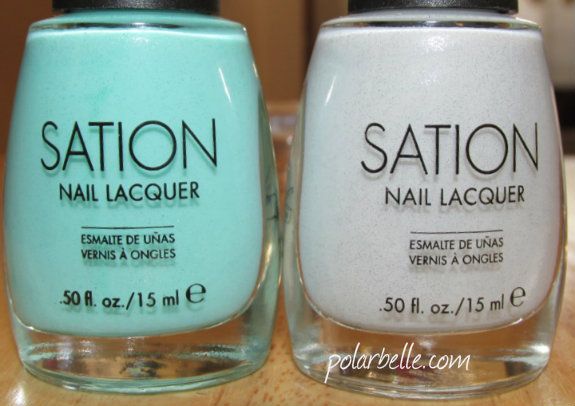 SATION
NAIL LACQUER
ESMALTE DE UÑAS
VERNIS À ONGLES
.50 fl. oz./15 ml ℮
SATION
NAIL LACQUER
ESMALTE DE UÑAS
VERNIS À ONGLES
.50 fl. oz./15 ml ℮
polarbelle.com